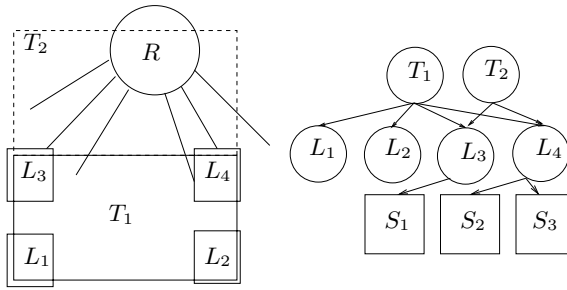 T₂
R
L₃
L₄
T₁
L₁
L₂
T₁ T₂
L₁ L₂ L₃ L₄
S₁ S₂ S₃